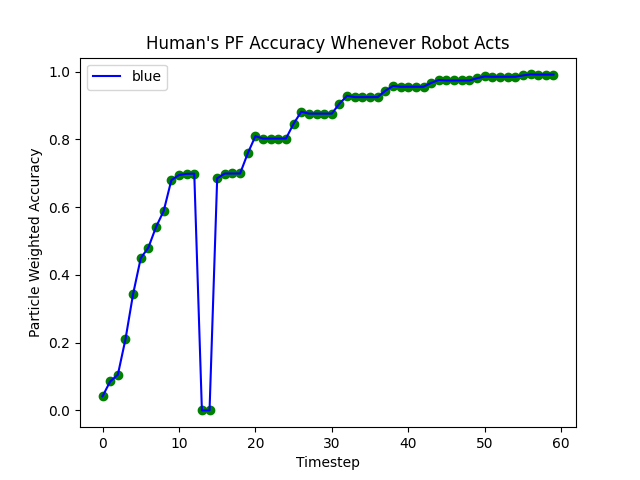 Human's PF Accuracy Whenever Robot Acts
blue
1.0
0.8
0.6
0.4
0.2
0.0
Particle Weighted Accuracy
0 10 20 30 40 50 60
Timestep